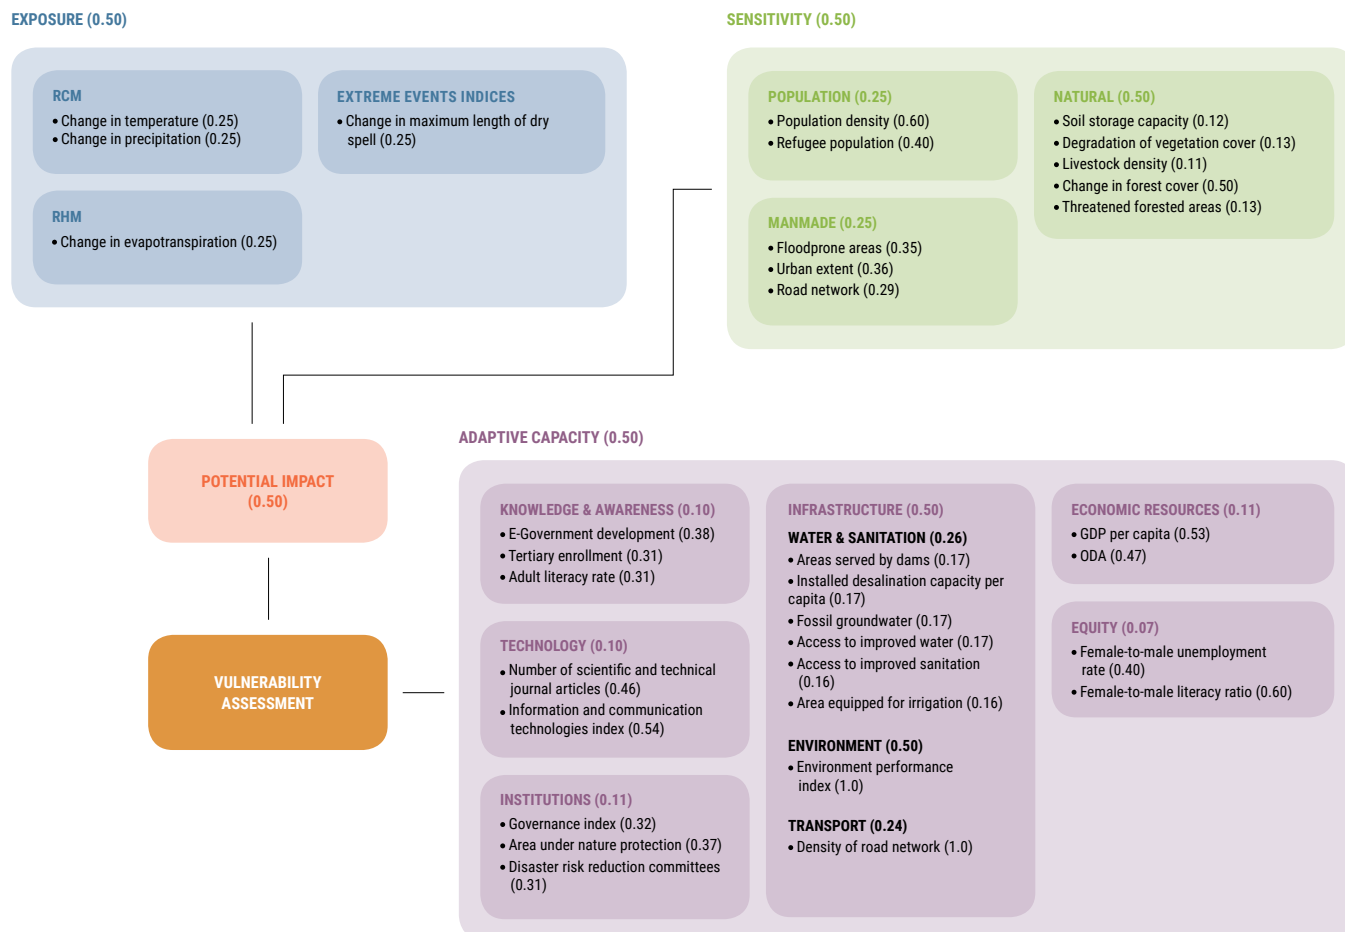 EXPOSURE (0.50)
RCM
• Change in temperature (0.25)
• Change in precipitation (0.25)
EXTREME EVENTS INDICES
• Change in maximum length of dry
spell (0.25)
RHM
• Change in evapotranspiration (0.25)
SENSITIVITY (0.50)
POPULATION (0.25)
• Population density (0.60)
• Refugee population (0.40)
NATURAL (0.50)
• Soil storage capacity (0.12)
• Degradation of vegetation cover (0.13)
• Livestock density (0.11)
• Change in forest cover (0.50)
• Threatened forested areas (0.13)
MANMADE (0.25)
• Floodprone areas (0.35)
• Urban extent (0.36)
• Road network (0.29)
POTENTIAL IMPACT
(0.50)
VULNERABILITY
ASSESSMENT
ADAPTIVE CAPACITY (0.50)
KNOWLEDGE & AWARENESS (0.10)
• E-Government development (0.38)
• Tertiary enrollment (0.31)
• Adult literacy rate (0.31)
TECHNOLOGY (0.10)
• Number of scientific and technical
journal articles (0.46)
• Information and communication
technologies index (0.54)
INSTITUTIONS (0.11)
• Governance index (0.32)
• Area under nature protection (0.37)
• Disaster risk reduction committees
(0.31)
INFRASTRUCTURE (0.50)
WATER & SANITATION (0.26)
• Areas served by dams (0.17)
• Installed desalination capacity per
capita (0.17)
• Fossil groundwater (0.17)
• Access to improved water (0.17)
• Access to improved sanitation
(0.16)
• Area equipped for irrigation (0.16)
ENVIRONMENT (0.50)
• Environment performance
index (1.0)
TRANSPORT (0.24)
• Density of road network (1.0)
ECONOMIC RESOURCES (0.11)
• GDP per capita (0.53)
• ODA (0.47)
EQUITY (0.07)
• Female-to-male unemployment
rate (0.40)
• Female-to-male literacy ratio (0.60)